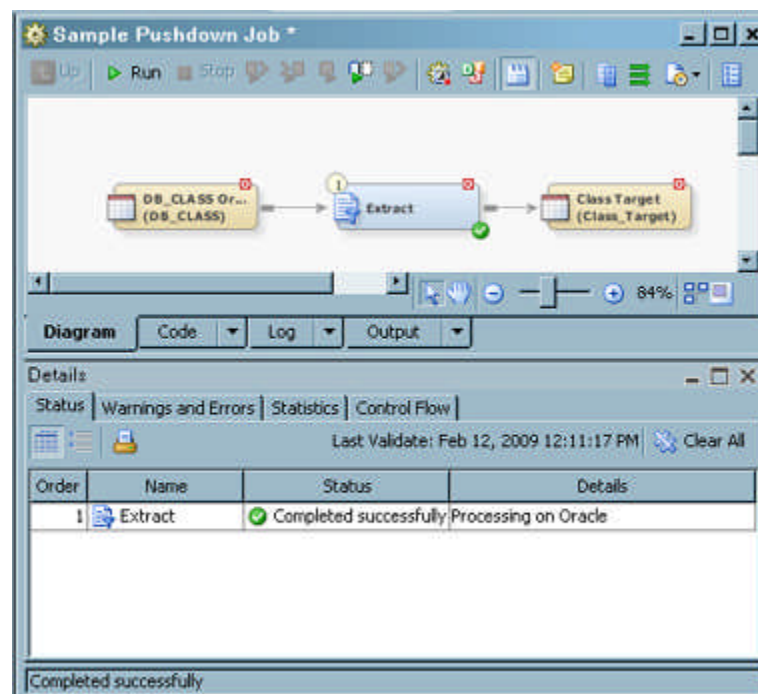 Sample Pushdown Job *
Up Run Stop
DB_CLASS Or...
(DB_CLASS)
1
Extract
Class Target
(Class_Target)
84%
Diagram Code Log Output
Details
Status Warnings and Errors Statistics Control Flow
Last Validate: Feb 12, 2009 12:11:17 PM Clear All
Order Name Status Details
1 Extract Completed successfully Processing on Oracle
Completed successfully